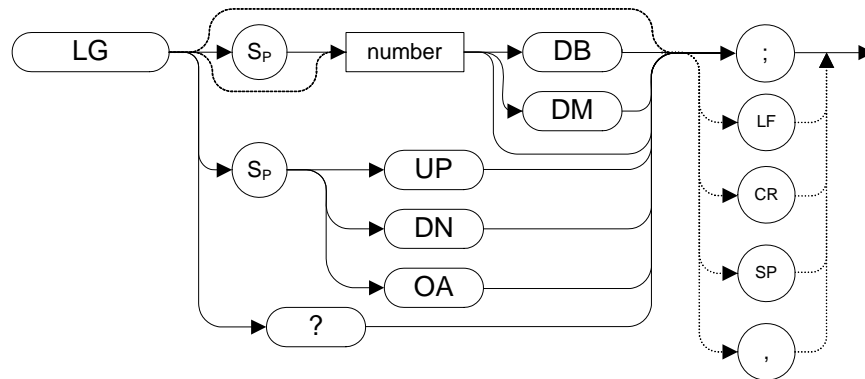 LG
SP
number
DB
;
DM
LF
SP
UP
CR
DN
OA
SP
?
,